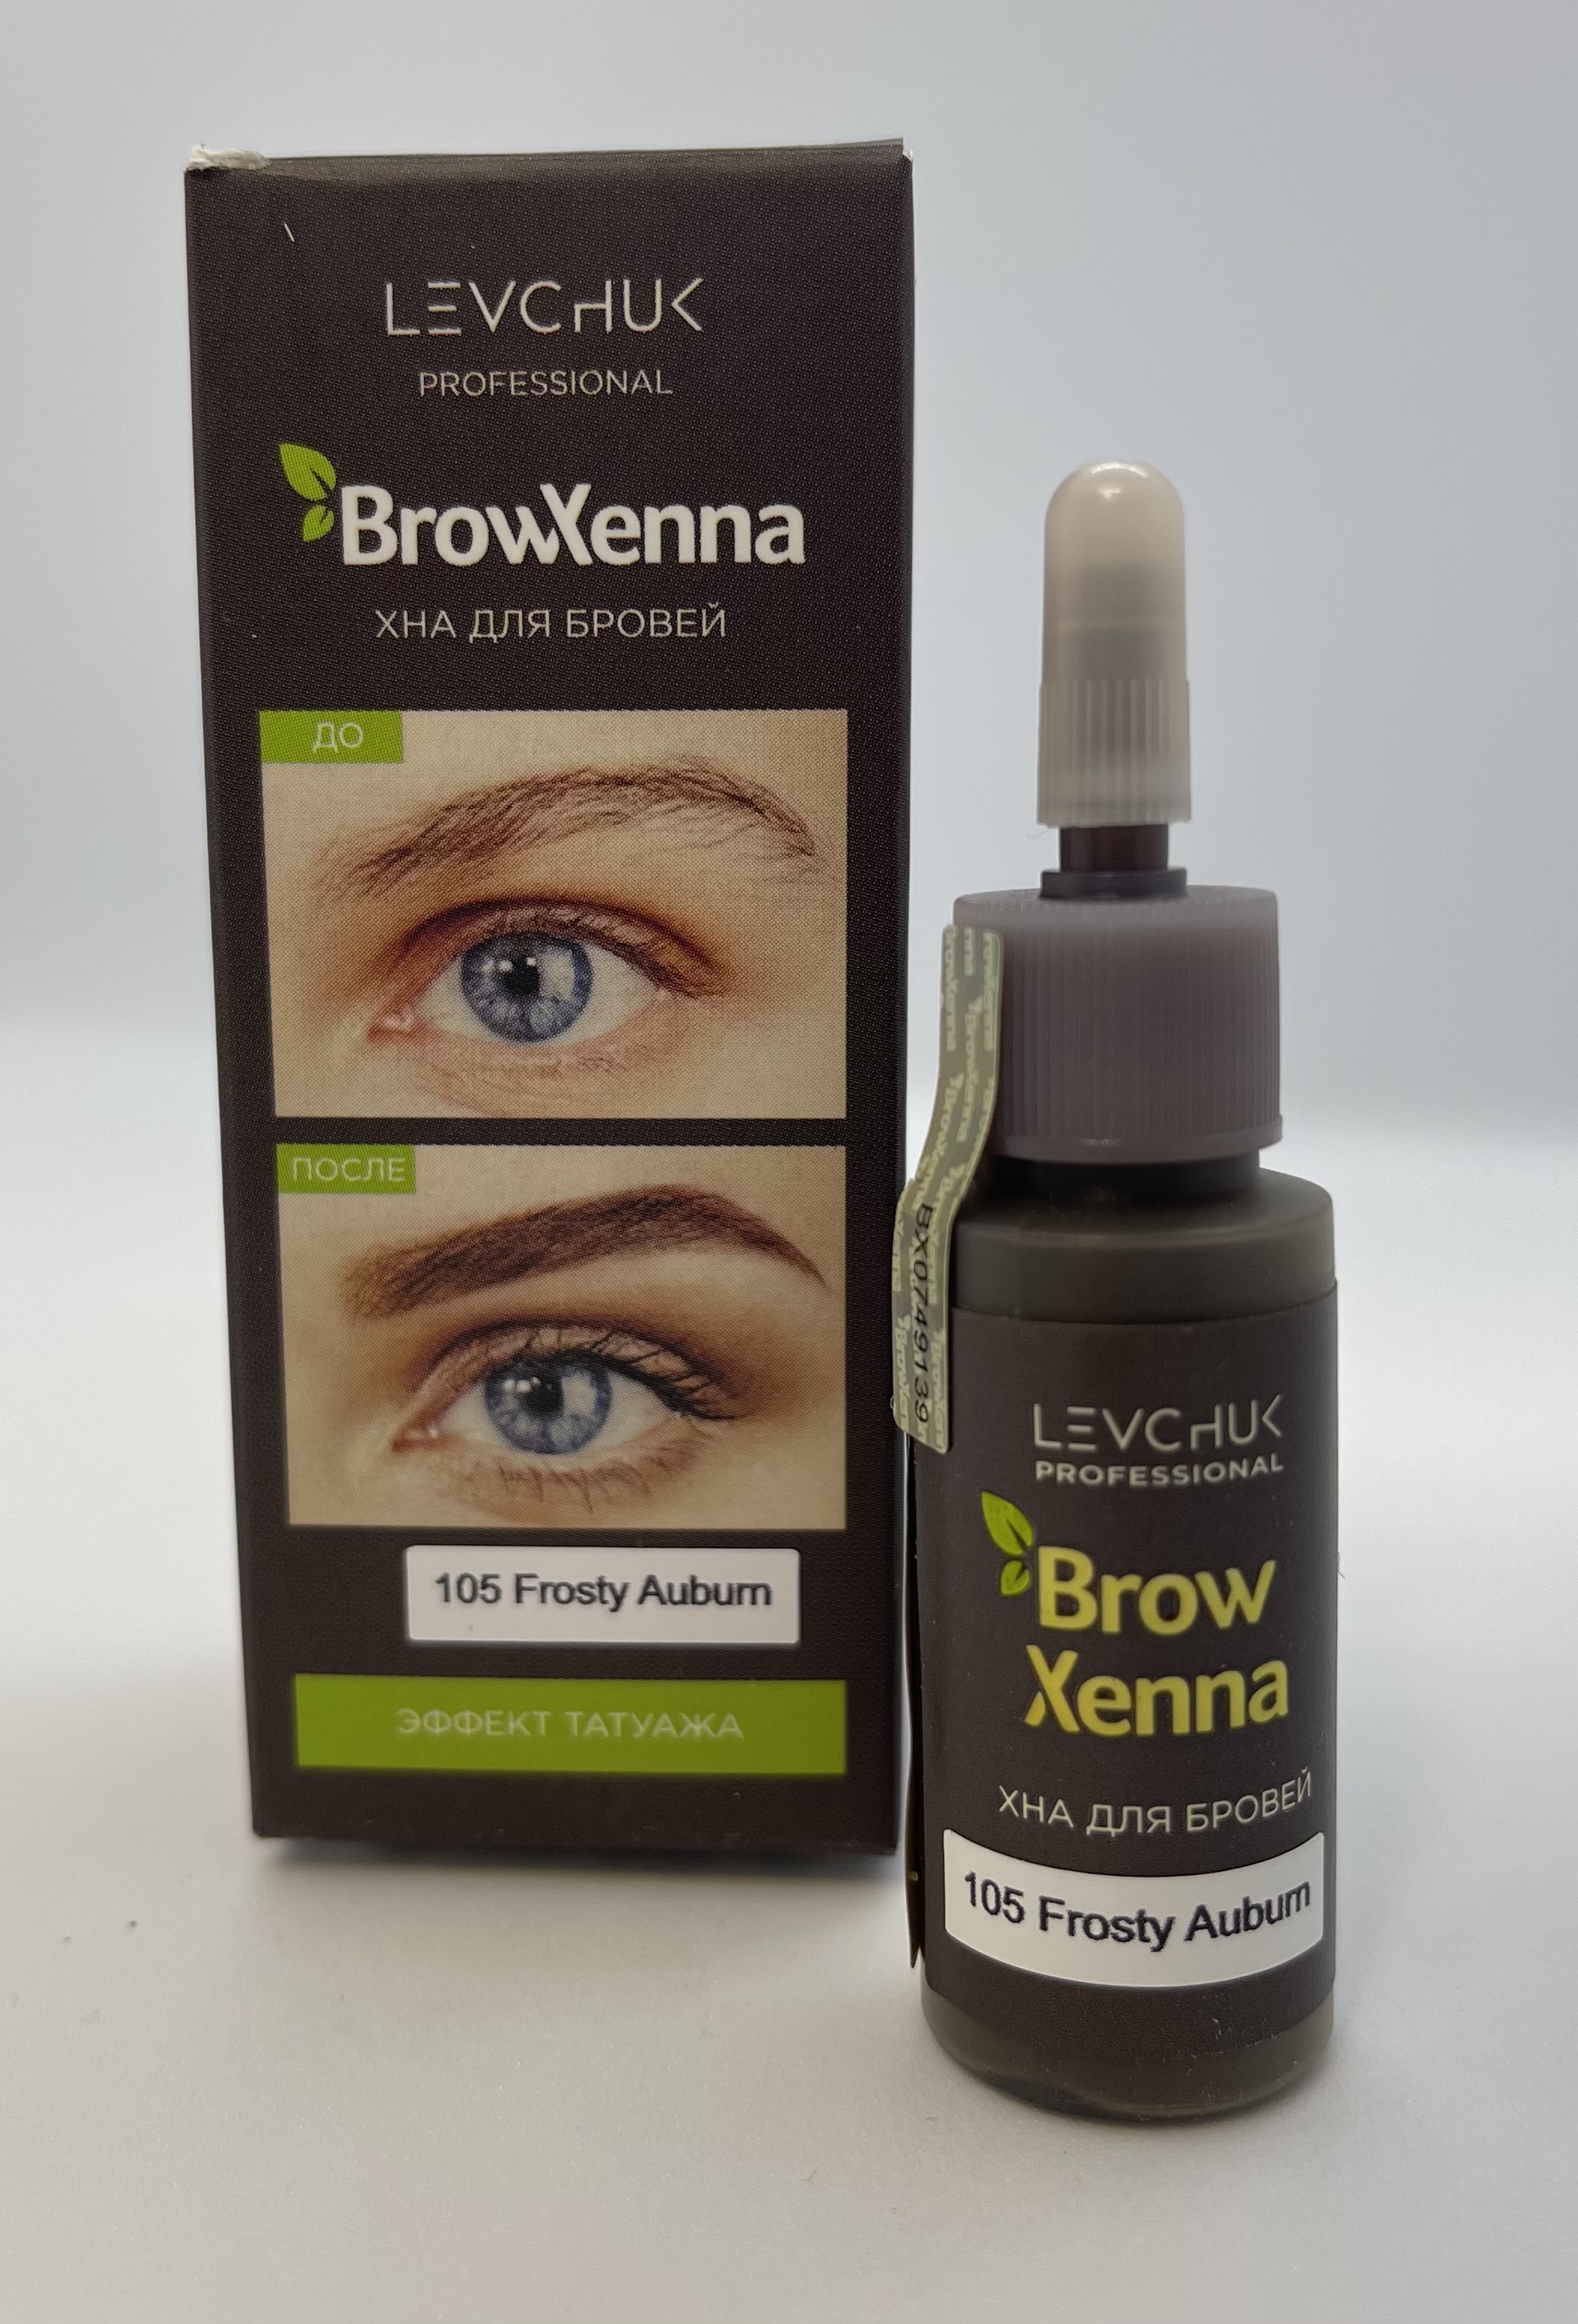 LEVCHUK
PROFESSIONAL
BrowXenna
ХНА ДЛЯ БРОВЕЙ
ДО
ПОСЛЕ
105 Frosty Auburn
ЭФФЕКТ ТАТУАЖА
BX0749139
LEVCHUK
PROFESSIONAL
Brow
Xenna
ХНА ДЛЯ БРОВЕЙ
105 Frosty Auburn